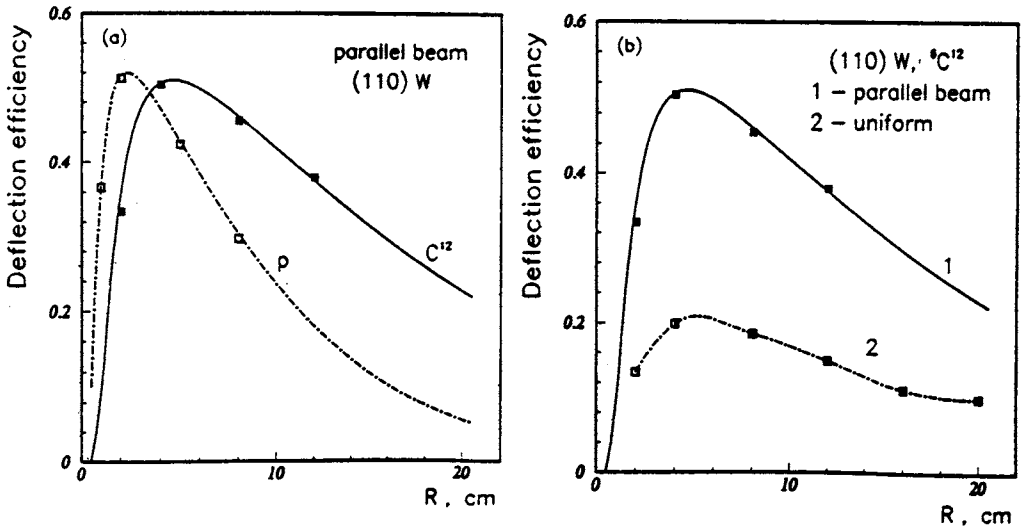 Deflection efficiency
0.6
0.4
0.2
0
(a)
parallel beam
(110) W
C¹²
p
0
10
20
R , cm
Deflection efficiency
0.6
0.4
0.2
0
(b)
(110) W, ⁶C¹²
1 – parallel beam
2 – uniform
1
2
0
10
20
R , cm